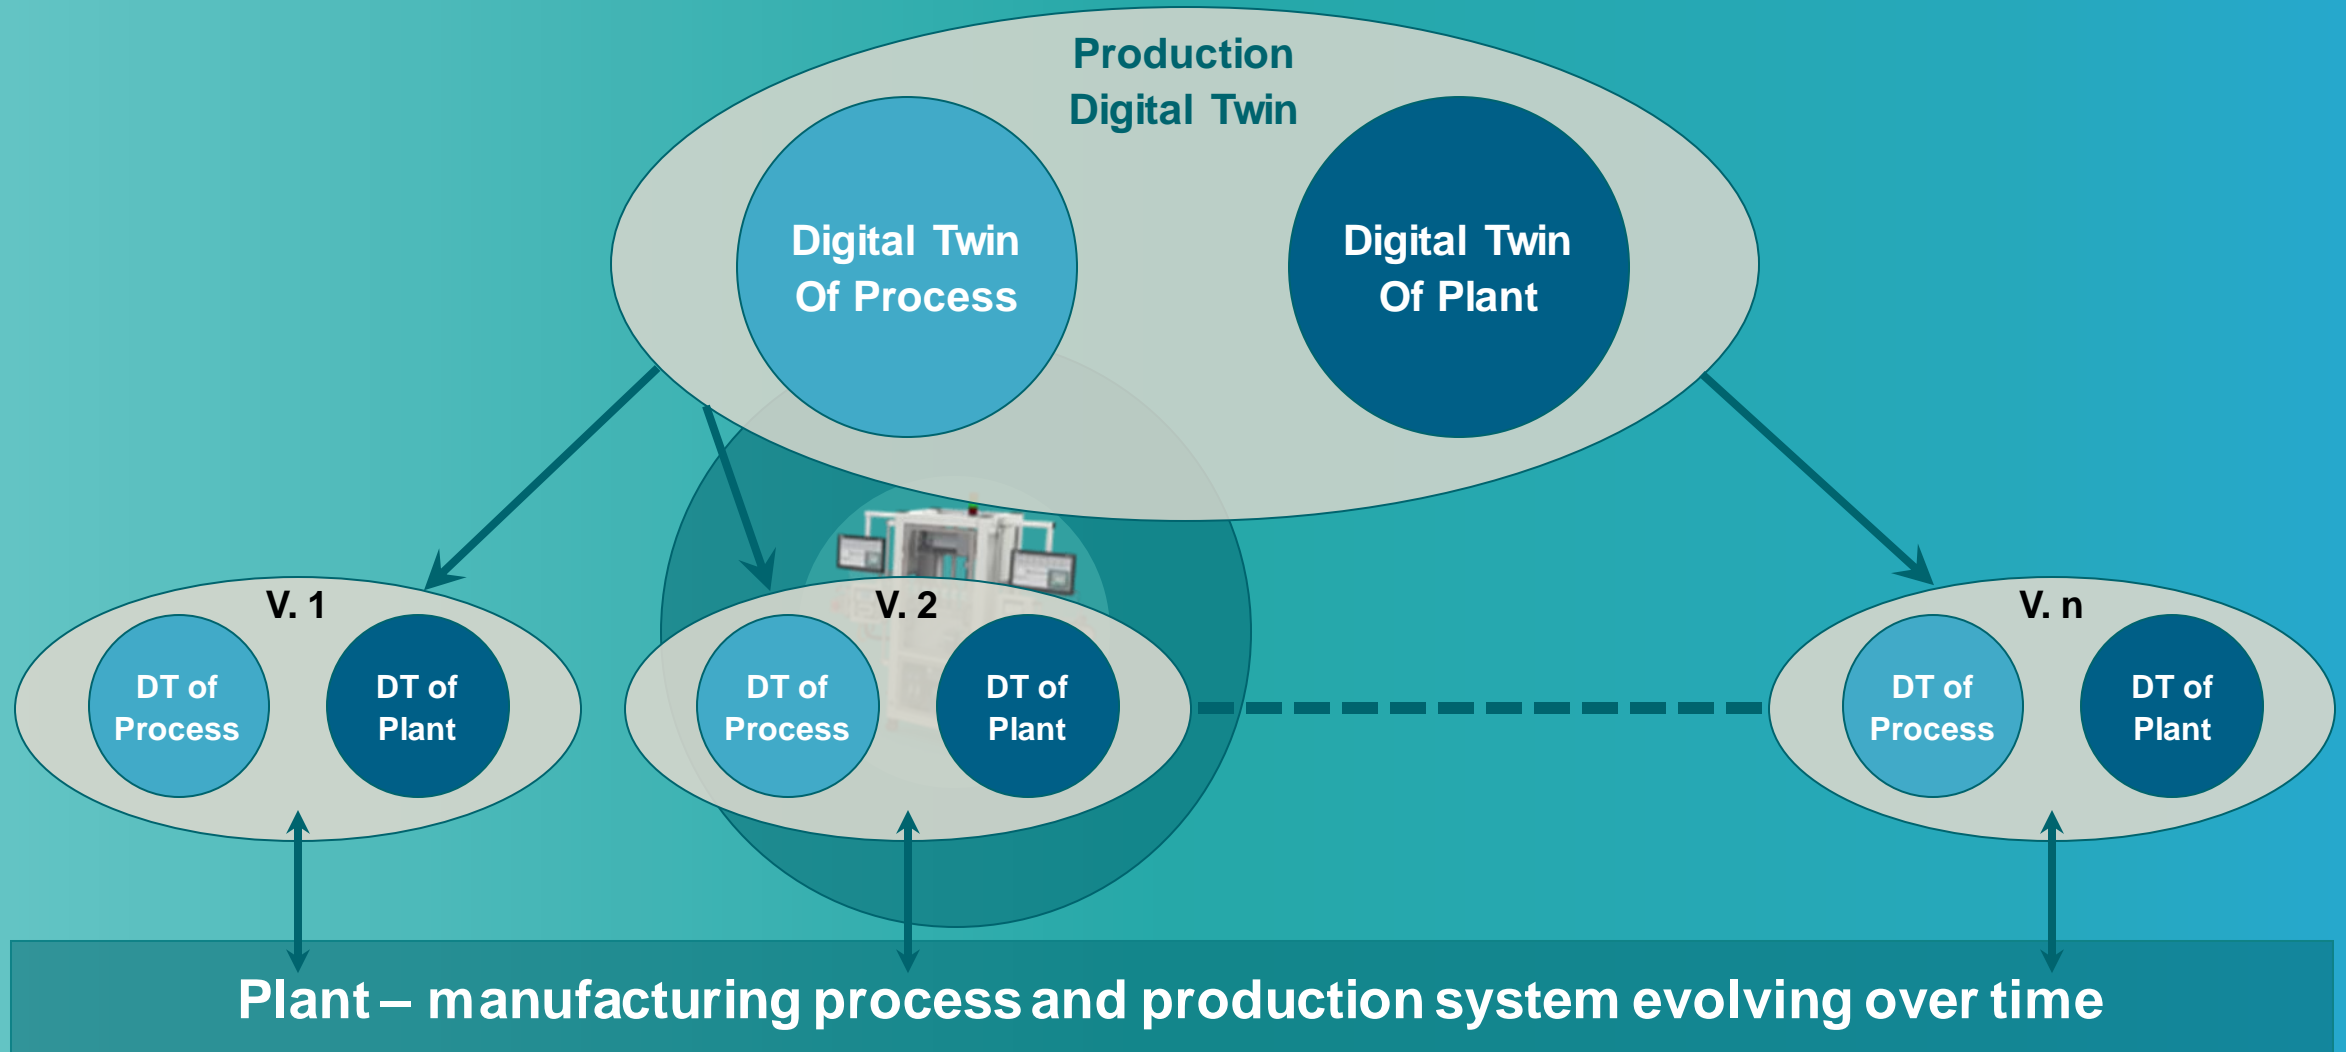 Production
Digital Twin
Digital Twin
Of Process
Digital Twin
Of Plant
V. 1
DT of
Process
DT of
Plant
V. 2
DT of
Process
DT of
Plant
V. n
DT of
Process
DT of
Plant
Plant – manufacturing process and production system evolving over time